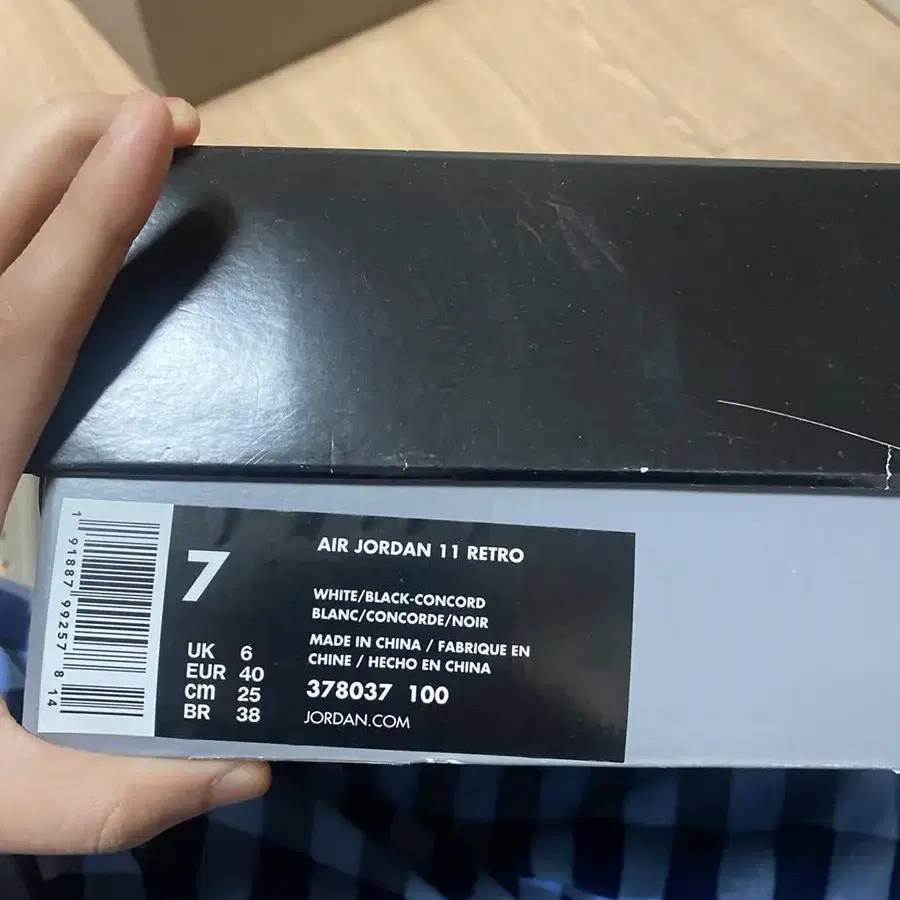 1 91887 99257 8 14
7
UK 6
EUR 40
cm 25
BR 38
AIR JORDAN 11 RETRO
WHITE/BLACK-CONCORD
BLANC/CONCORDE/NOIR
MADE IN CHINA / FABRIQUE EN
CHINE / HECHO EN CHINA
378037 100
JORDAN.COM